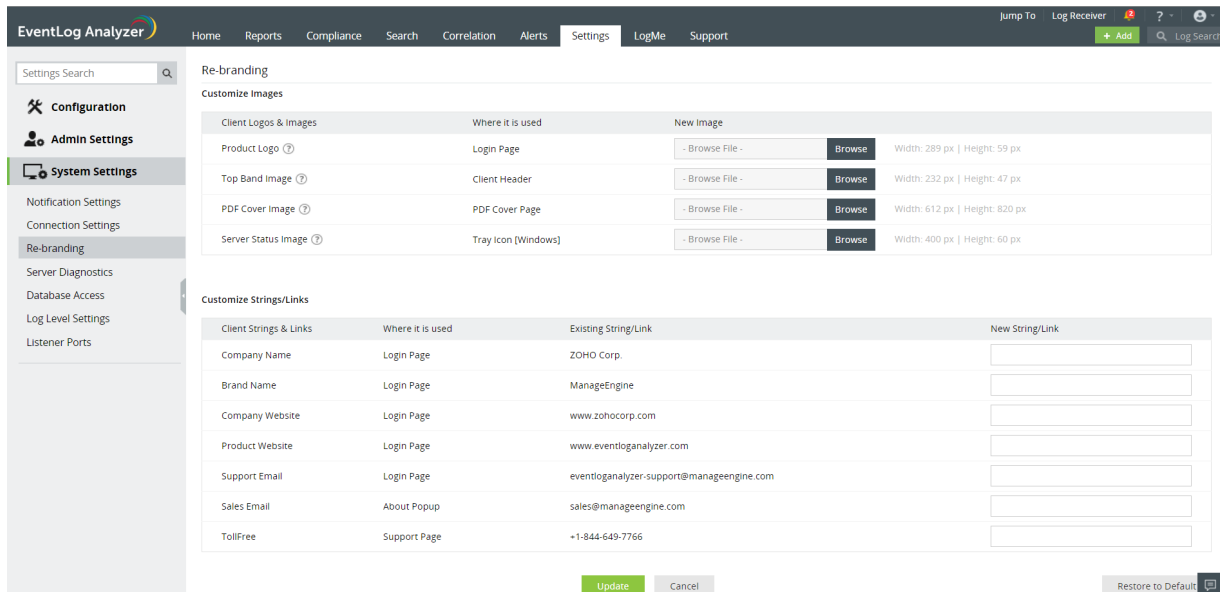 Jump To Log Receiver 2 ?
EventLog Analyzer
Home Reports Compliance Search Correlation Alerts Settings LogMe Support
+ Add Log Search
Settings Search
Configuration
Admin Settings
System Settings
Notification Settings
Connection Settings
Re-branding
Server Diagnostics
Database Access
Log Level Settings
Listener Ports
Re-branding
Customize Images
Client Logos & Images Where it is used New Image
Product Logo ? Login Page - Browse File - Browse Width: 289 px | Height: 59 px
Top Band Image ? Client Header - Browse File - Browse Width: 232 px | Height: 47 px
PDF Cover Image ? PDF Cover Page - Browse File - Browse Width: 612 px | Height: 820 px
Server Status Image ? Tray Icon [Windows] - Browse File - Browse Width: 400 px | Height: 60 px
Customize Strings/Links
Client Strings & Links Where it is used Existing String/Link New String/Link
Company Name Login Page ZOHO Corp.
Brand Name Login Page ManageEngine
Company Website Login Page www.zohocorp.com
Product Website Login Page www.eventloganalyzer.com
Support Email Login Page eventloganalyzer-support@manageengine.com
Sales Email About Popup sales@manageengine.com
TollFree Support Page +1-844-649-7766
Update Cancel Restore to Default